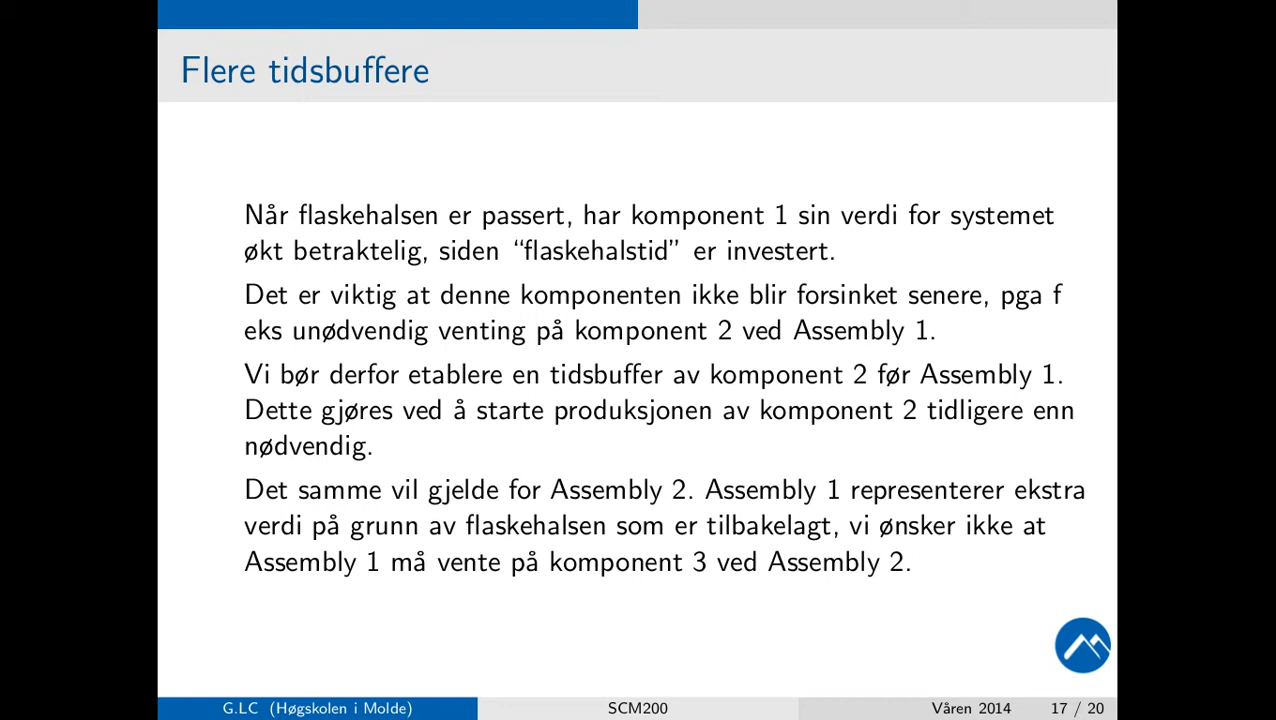 Flere tidsbuffere
Når flaskehalsen er passert, har komponent 1 sin verdi for systemet
økt betraktelig, siden “flaskehalstid” er investert.
Det er viktig at denne komponenten ikke blir forsinket senere, pga f
eks unødvendig venting på komponent 2 ved Assembly 1.
Vi bør derfor etablere en tidsbuffer av komponent 2 før Assembly 1.
Dette gjøres ved å starte produksjonen av komponent 2 tidligere enn
nødvendig.
Det samme vil gjelde for Assembly 2. Assembly 1 representerer ekstra
verdi på grunn av flaskehalsen som er tilbakelagt, vi ønsker ikke at
Assembly 1 må vente på komponent 3 ved Assembly 2.
G.LC (Høgskolen i Molde) SCM200 Våren 2014 17 / 20